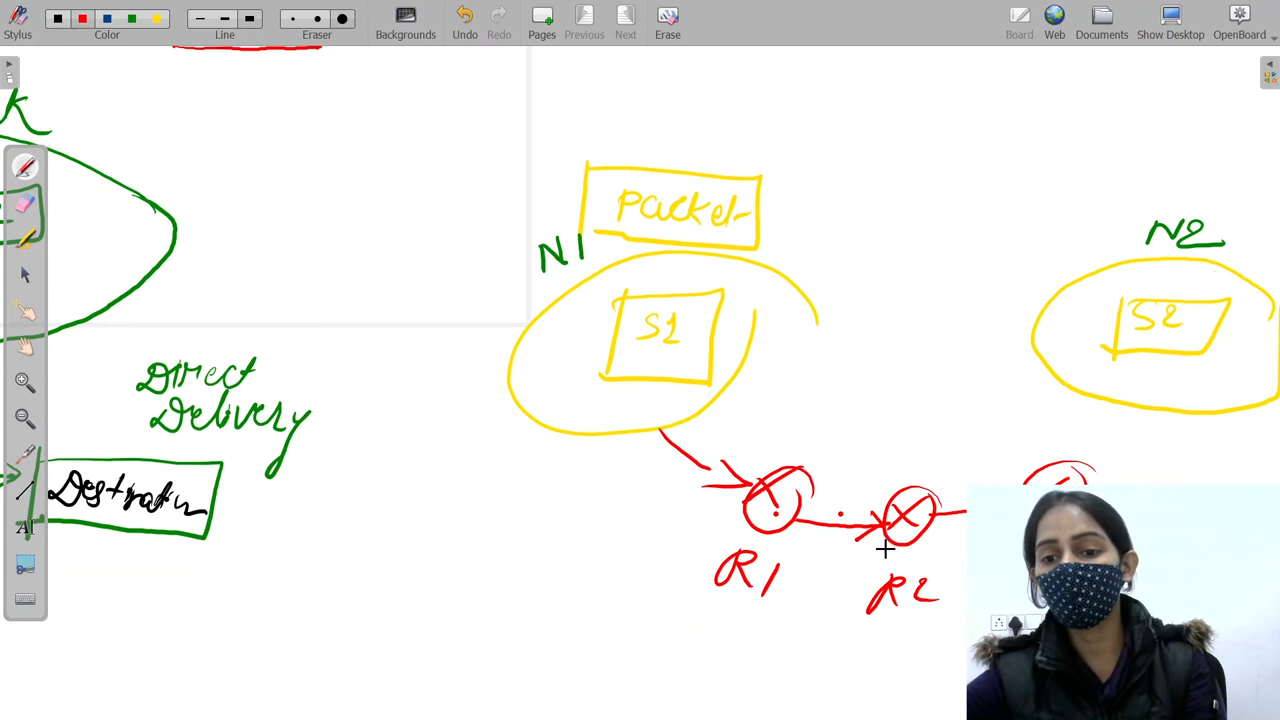 Stylus
Color
Line
Eraser
Backgrounds
Undo
Redo
Pages
Previous
Next
Erase
Board
Web
Documents
Show Desktop
OpenBoard
K
Packet
N1
N2
S1
S2
Direct
Delivery
Destination
AI
R1
R2